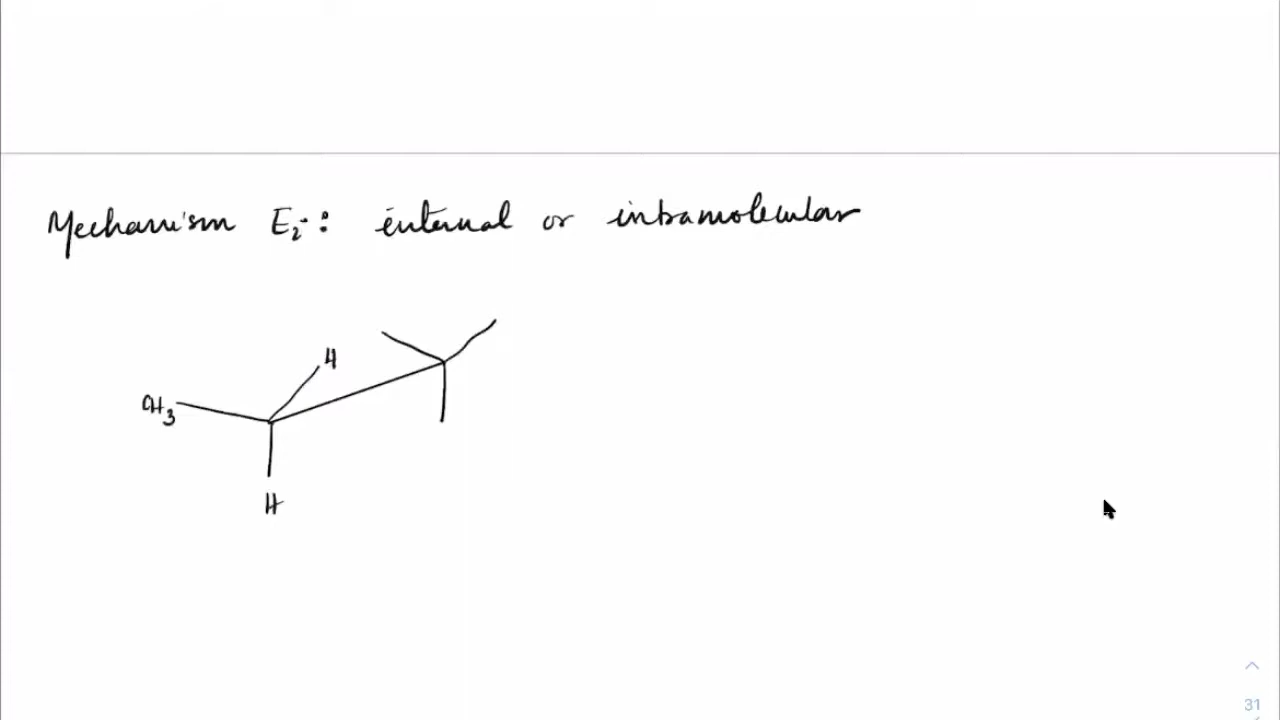 Mechanism E₂: internal or intramolecular
H
CH₃
H
31